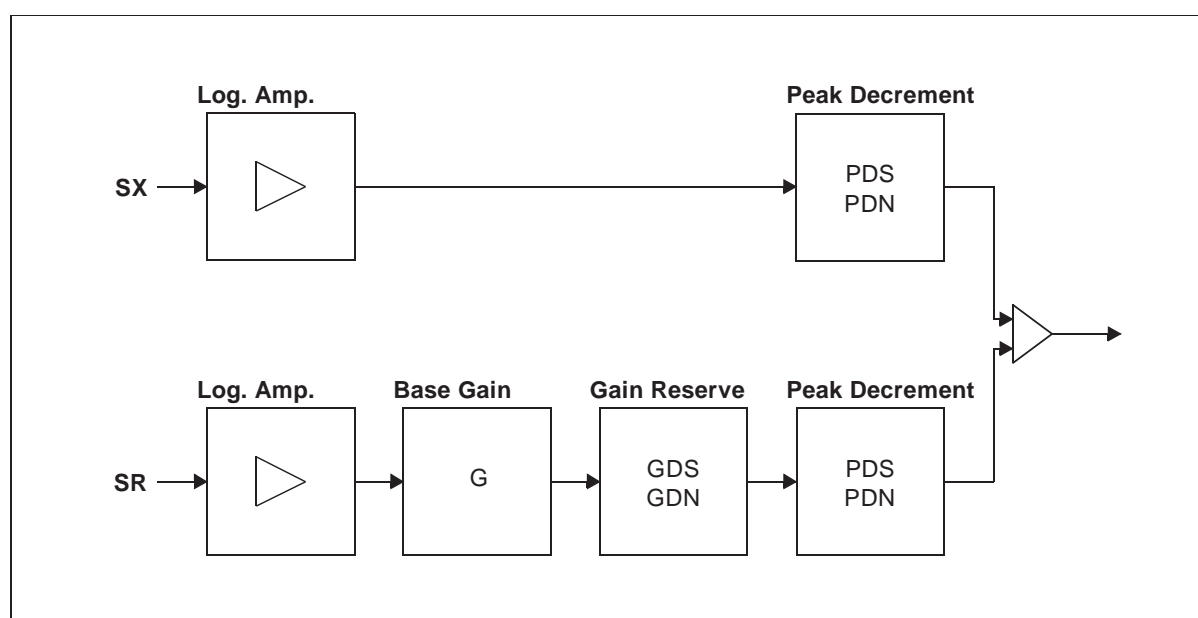 Log. Amp.
Peak Decrement
SX
PDS
PDN
Log. Amp.
Base Gain
Gain Reserve
Peak Decrement
SR
G
GDS
GDN
PDS
PDN